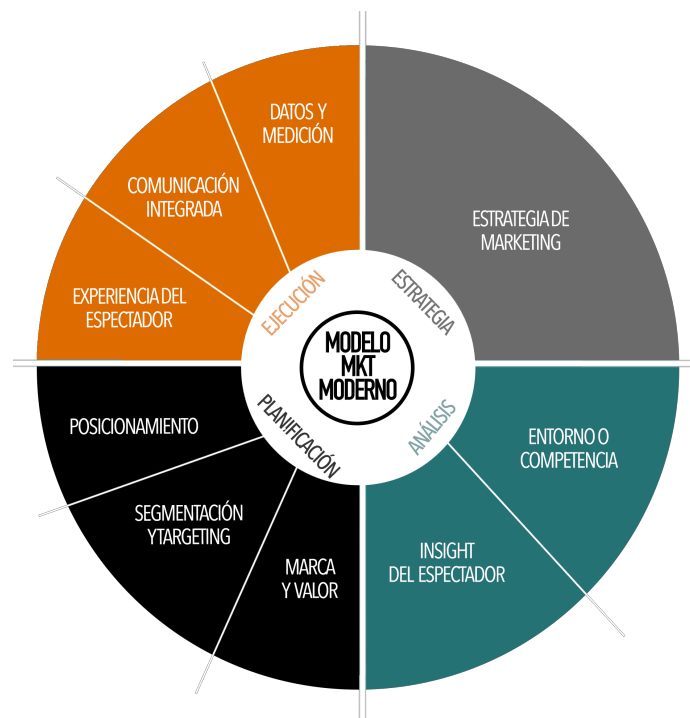 DATOS Y
MEDICIÓN
COMUNICACIÓN
INTEGRADA
EXPERIENCIA DEL
ESPECTADOR
ESTRATEGIA DE
MARKETING
EJECUCIÓN
ESTRATEGIA
MODELO
MKT
MODERNO
PLANIFICACIÓN
ANÁLISIS
POSICIONAMIENTO
SEGMENTACIÓN
Y TARGETING
MARCA
Y VALOR
ENTORNO O
COMPETENCIA
INSIGHT
DEL ESPECTADOR